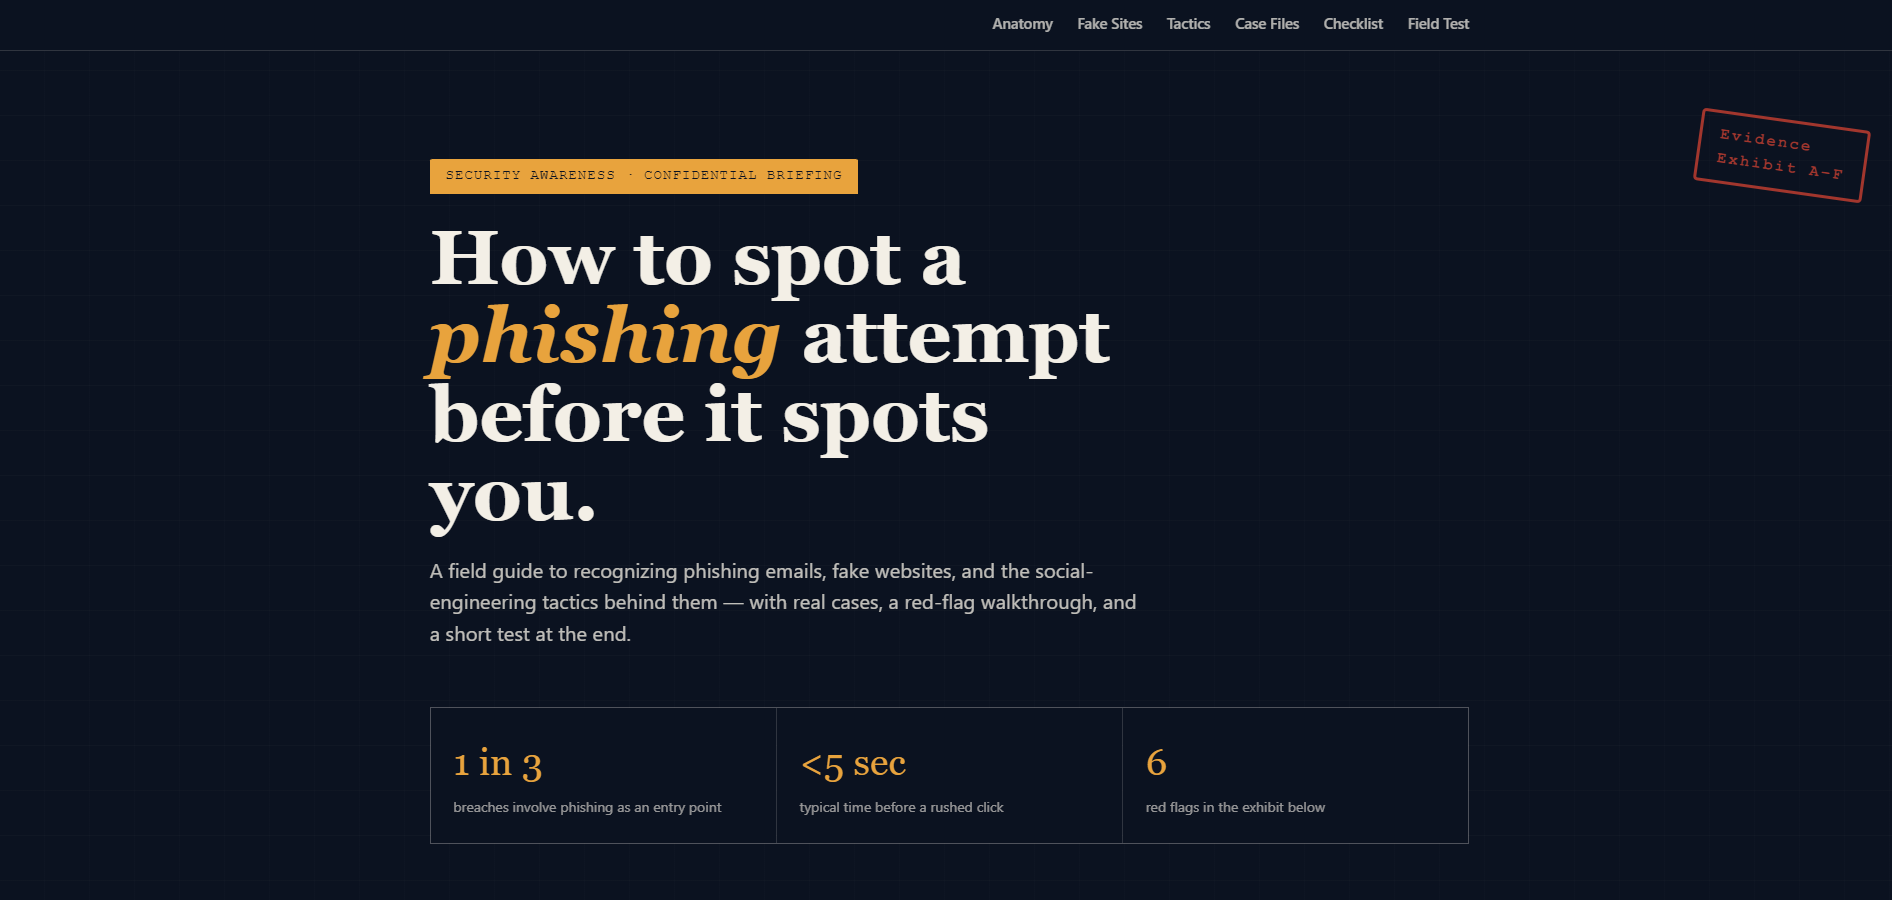 Anatomy Fake Sites Tactics Case Files Checklist Field Test
Evidence
Exhibit A-F
SECURITY AWARENESS · CONFIDENTIAL BRIEFING
How to spot a
phishing attempt
before it spots
you.
A field guide to recognizing phishing emails, fake websites, and the social-
engineering tactics behind them — with real cases, a red-flag walkthrough, and
a short test at the end.
1 in 3
breaches involve phishing as an entry point
<5 sec
typical time before a rushed click
6
red flags in the exhibit below